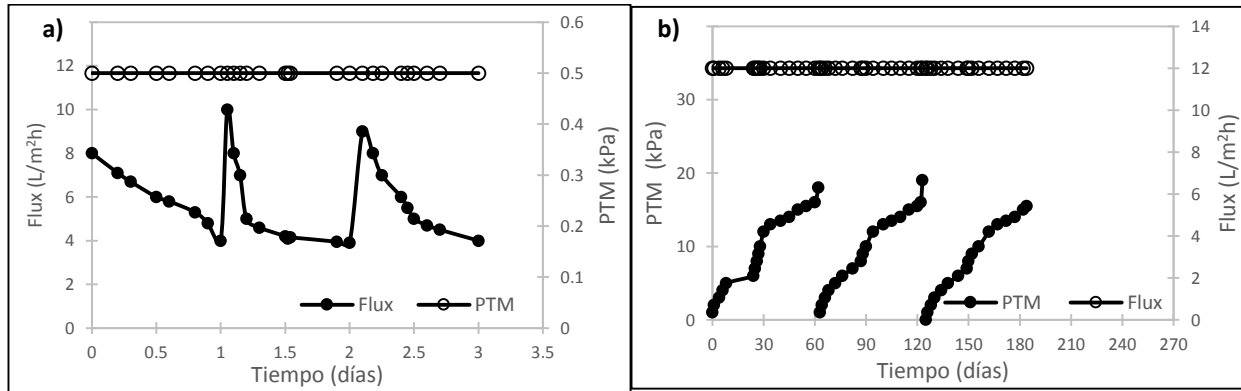 a)
Flux (L/m²h)
12
10
8
6
4
2
0
0.6
0.5
0.4
0.3
0.2
0.1
0
PTM (kPa)
0 0.5 1 1.5 2 2.5 3 3.5
Tiempo (días)
Flux PTM
b)
PTM (kPa)
30
20
10
0
14
12
10
8
6
4
2
0
Flux (L/m²h)
0 30 60 90 120 150 180 210 240 270
Tiempo (días)
PTM Flux